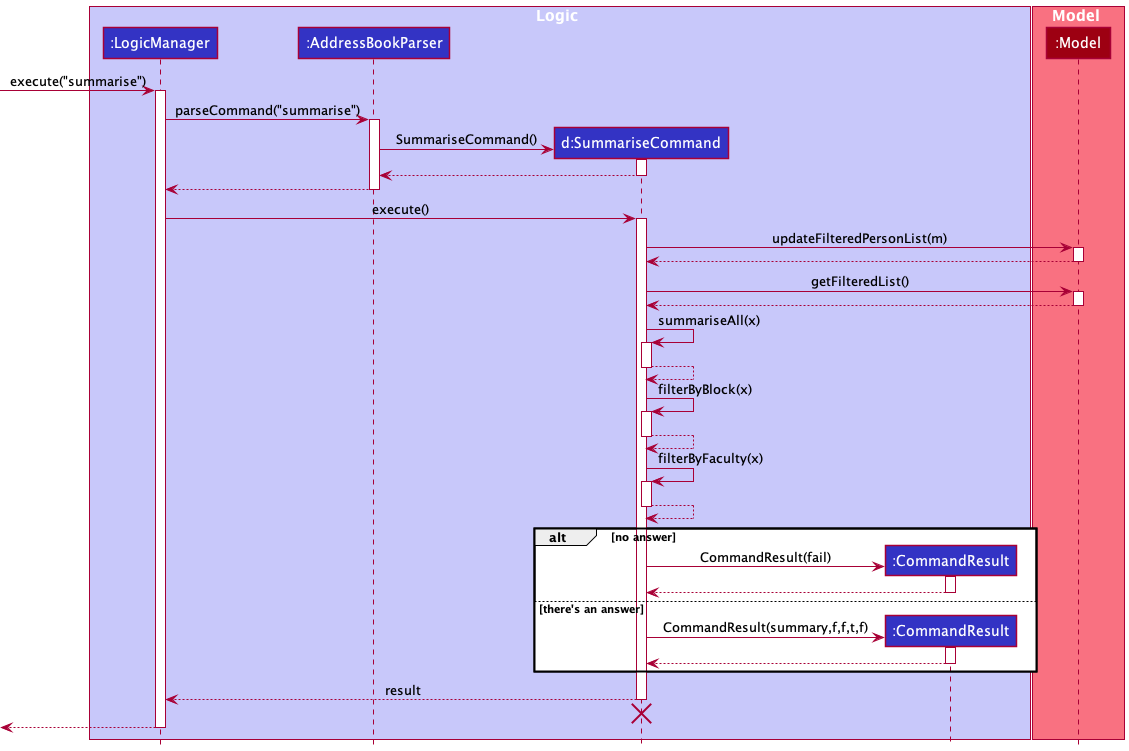 Logic
Model
:LogicManager
:AddressBookParser
:Model
execute("summarise")
parseCommand("summarise")
SummariseCommand()
d:SummariseCommand
execute()
updateFilteredPersonList(m)
getFilteredList()
summariseAll(x)
filterByBlock(x)
filterByFaculty(x)
alt
[no answer]
CommandResult(fail)
:CommandResult
[there's an answer]
CommandResult(summary,f,f,t,f)
:CommandResult
result